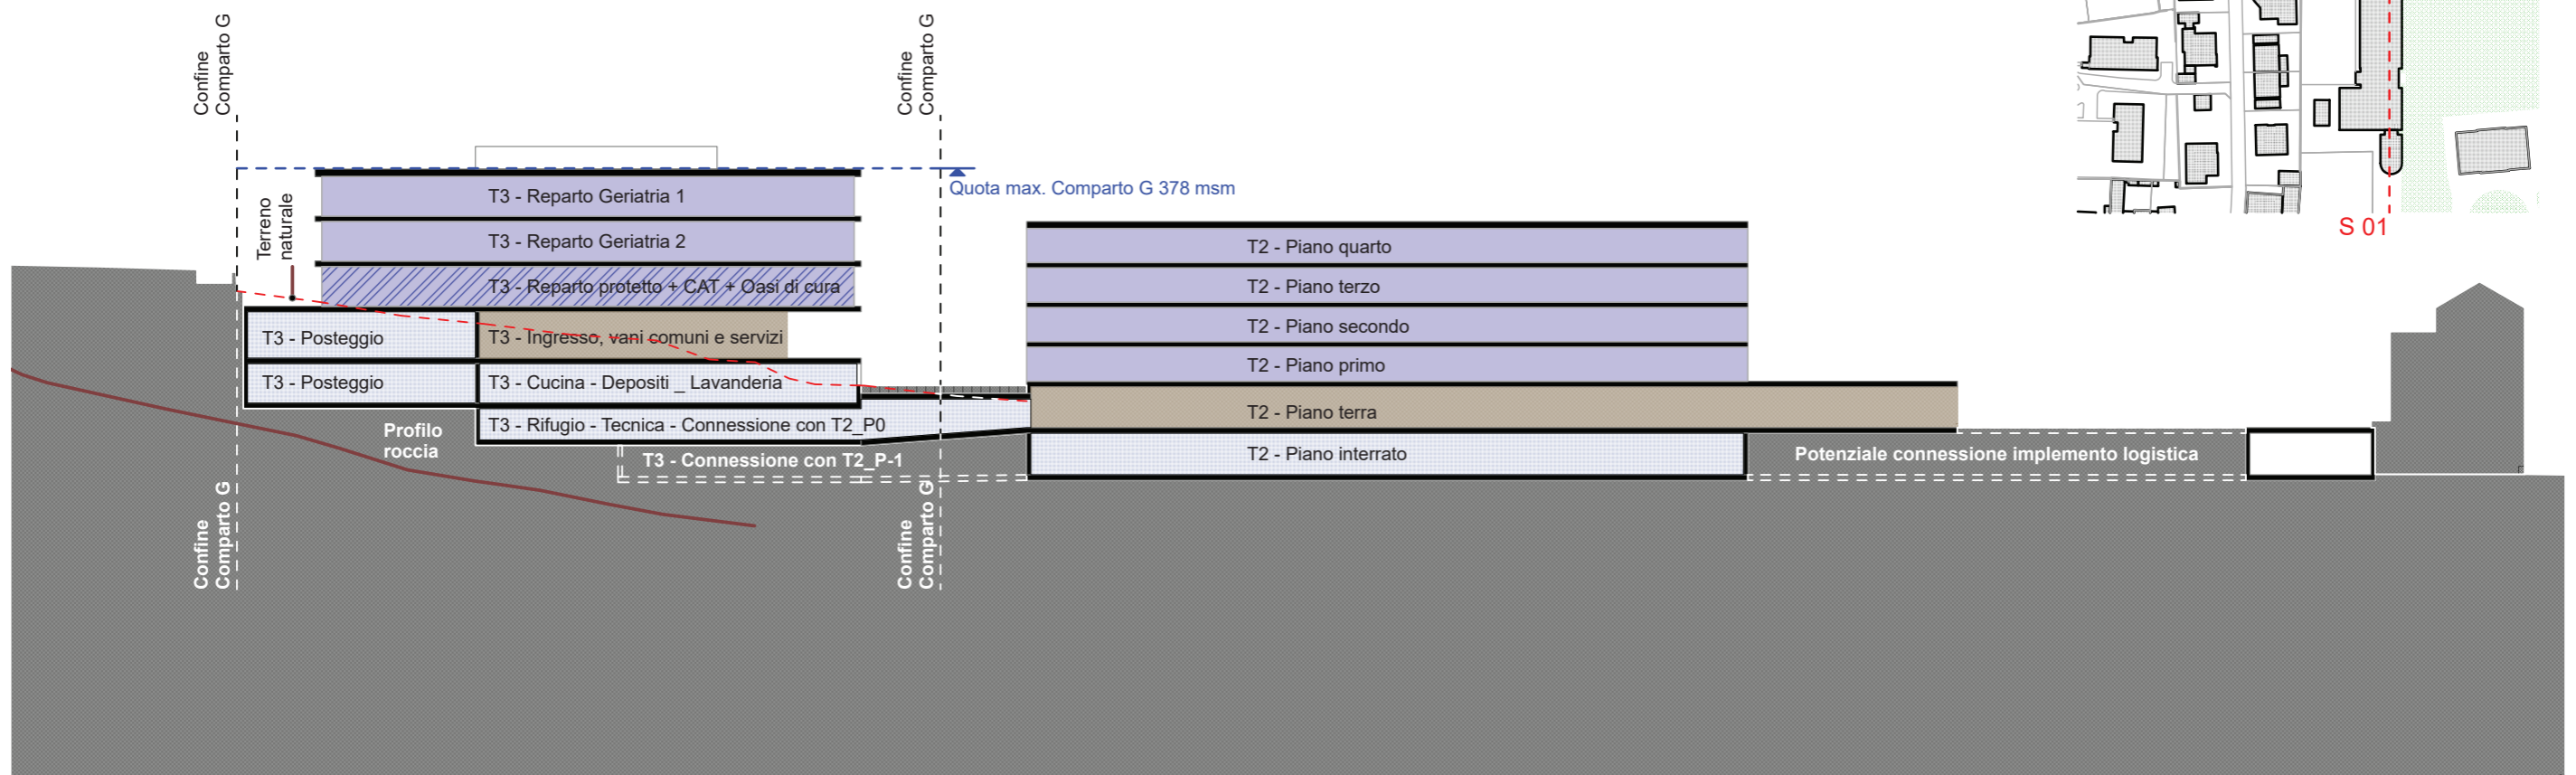 Confine
Comparto G
Confine
Comparto G
S 01
Quota max. Comparto G 378 msm
Terreno
naturale
T3 - Reparto Geriatria 1
T3 - Reparto Geriatria 2
T3 - Reparto protetto + CAT + Oasi di cura
T3 - Posteggio
T3 - Ingresso, vani comuni e servizi
T3 - Posteggio
T3 - Cucina - Depositi _ Lavanderia
T3 - Rifugio - Tecnica - Connessione con T2_P0
T3 - Connessione con T2_P-1
Profilo
roccia
T2 - Piano quarto
T2 - Piano terzo
T2 - Piano secondo
T2 - Piano primo
T2 - Piano terra
T2 - Piano interrato
Potenziale connessione implemento logistica
Confine
Comparto G
Confine
Comparto G